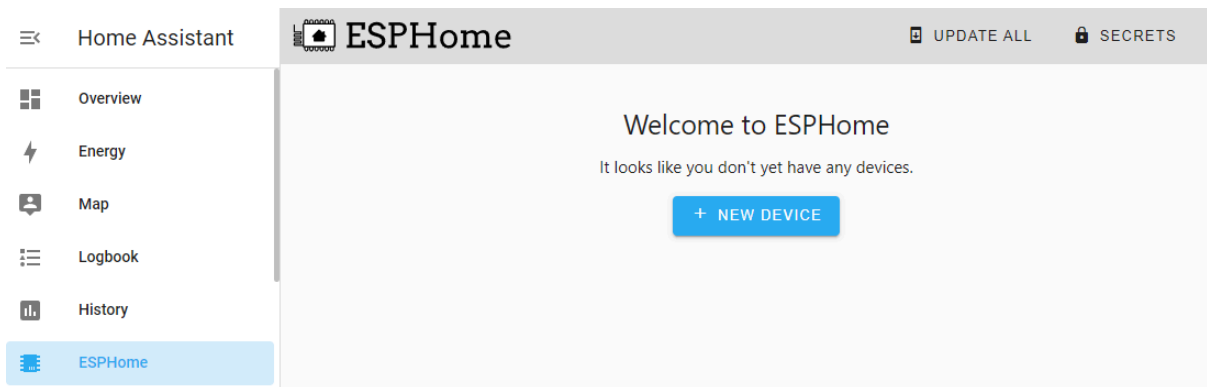 Home Assistant
Overview
Energy
Map
Logbook
History
ESPHome
ESPHome
UPDATE ALL
SECRETS
Welcome to ESPHome
It looks like you don't yet have any devices.
+ NEW DEVICE